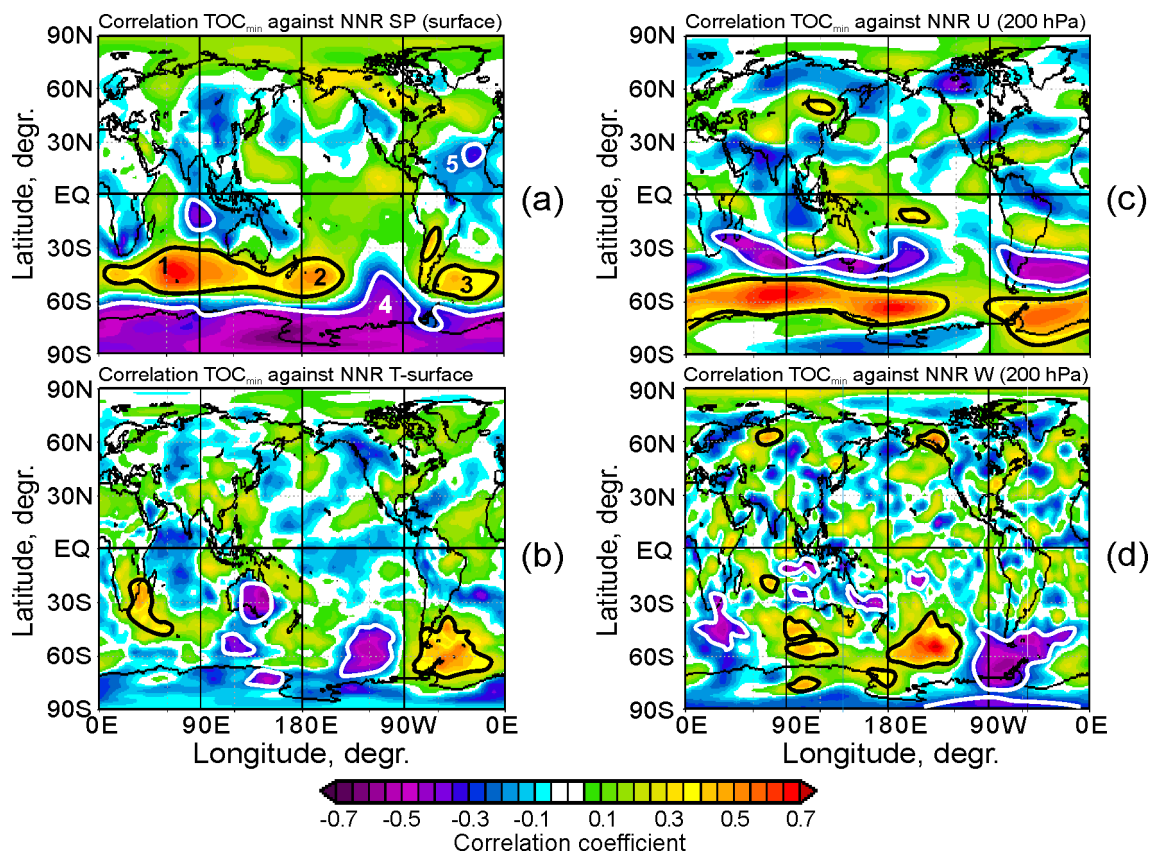 Correlation TOCmin against NNR SP (surface)
90N
60N
30N
EQ
30S
60S
90S
Latitude, degr.
1
2
3
4
5
(a)
Correlation TOCmin against NNR U (200 hPa)
90N
60N
30N
EQ
30S
60S
90S
Latitude, degr.
(c)
Correlation TOCmin against NNR T-surface
90N
60N
30N
EQ
30S
60S
90S
Latitude, degr.
0E 90E 180E 90W 0E
Longitude, degr.
(b)
Correlation TOCmin against NNR W (200 hPa)
90N
60N
30N
EQ
30S
60S
90S
Latitude, degr.
0E 90E 180E 90W 0E
Longitude, degr.
(d)
-0.7 -0.5 -0.3 -0.1 0.1 0.3 0.5 0.7
Correlation coefficient